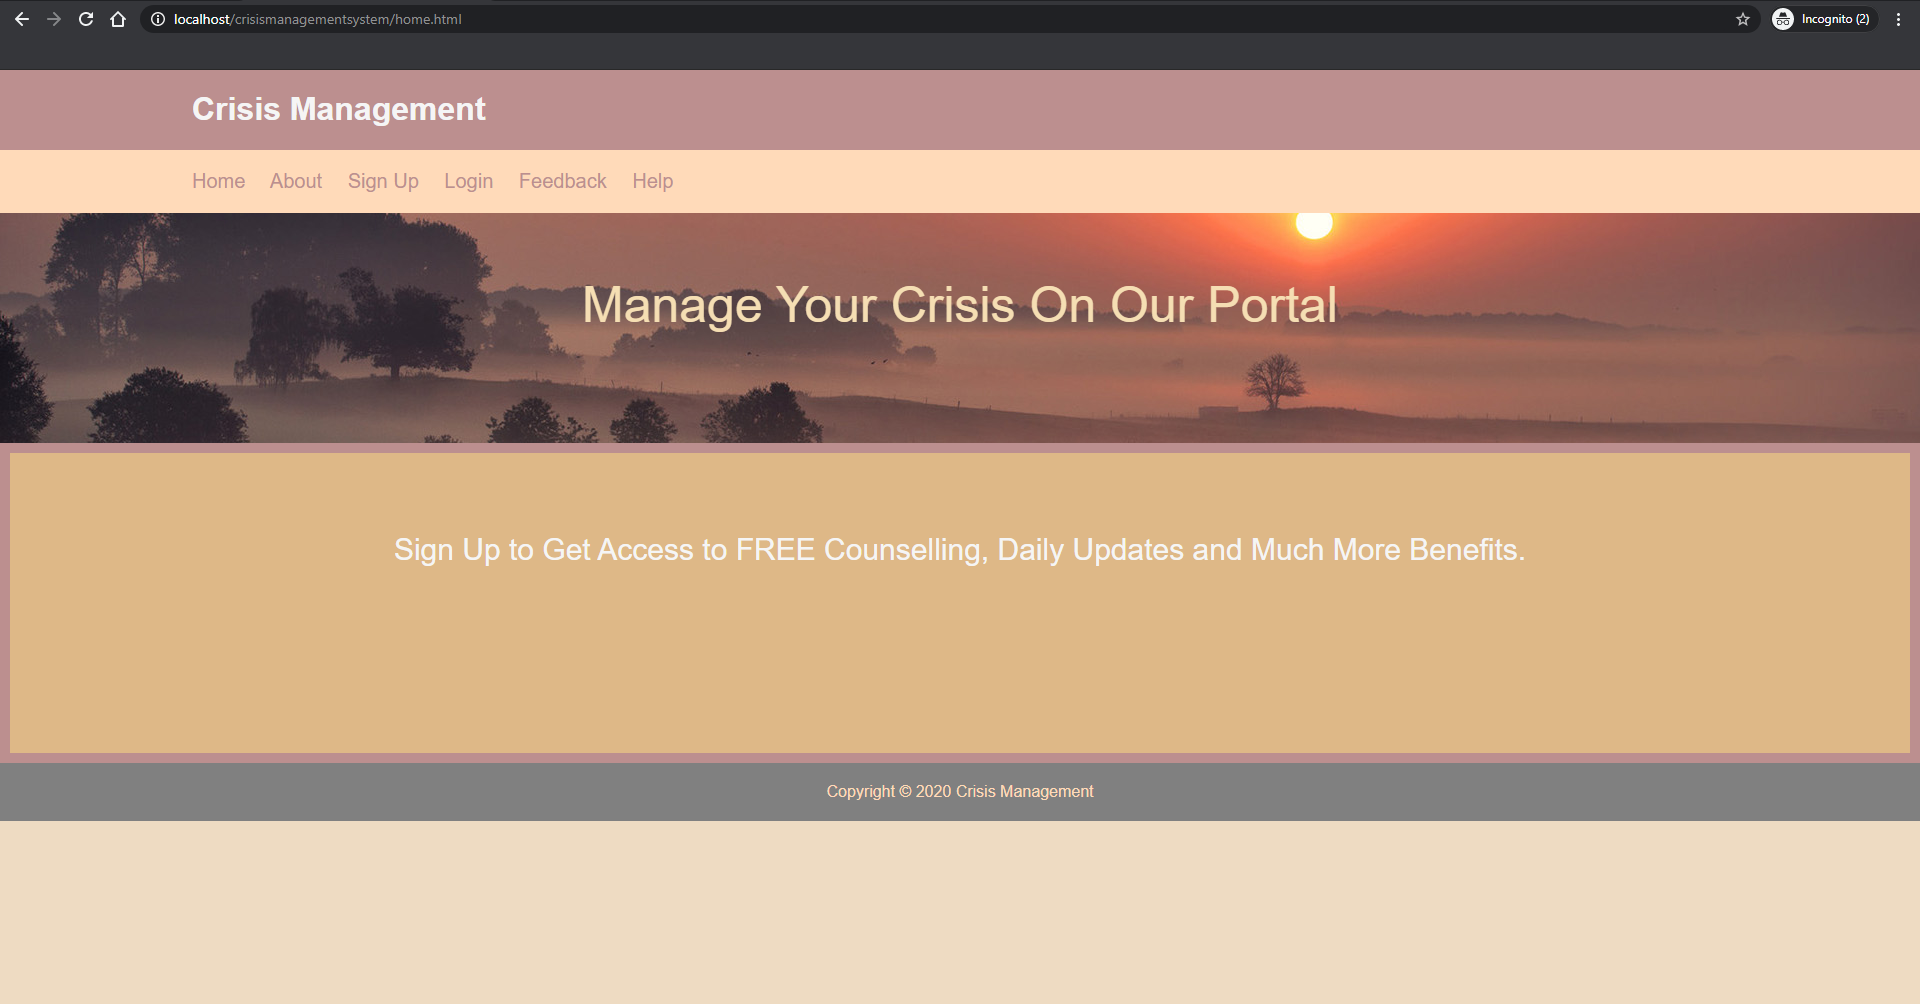 localhost/crisismanagementsystem/home.html
Incognito (2)
Crisis Management
Home About Sign Up Login Feedback Help
Manage Your Crisis On Our Portal
Sign Up to Get Access to FREE Counselling, Daily Updates and Much More Benefits.
Copyright © 2020 Crisis Management